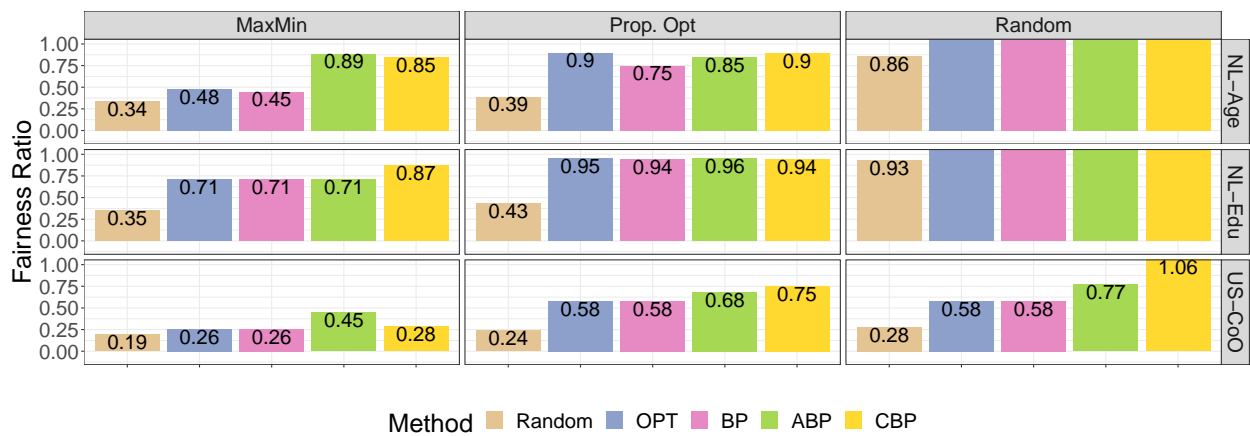 MaxMin Prop. Opt Random
Fairness Ratio
1.00
0.75
0.50
0.25
0.00
0.34 0.48 0.45 0.89 0.85
0.39 0.9 0.75 0.85 0.9
0.86
NL−Age
1.00
0.75
0.50
0.25
0.00
0.35 0.71 0.71 0.71 0.87
0.43 0.95 0.94 0.96 0.94
0.93
NL−Edu
1.00
0.75
0.50
0.25
0.00
0.19 0.26 0.26 0.45 0.28
0.24 0.58 0.58 0.68 0.75
0.28 0.58 0.58 0.77 1.06
US−CoO
Method Random OPT BP ABP CBP